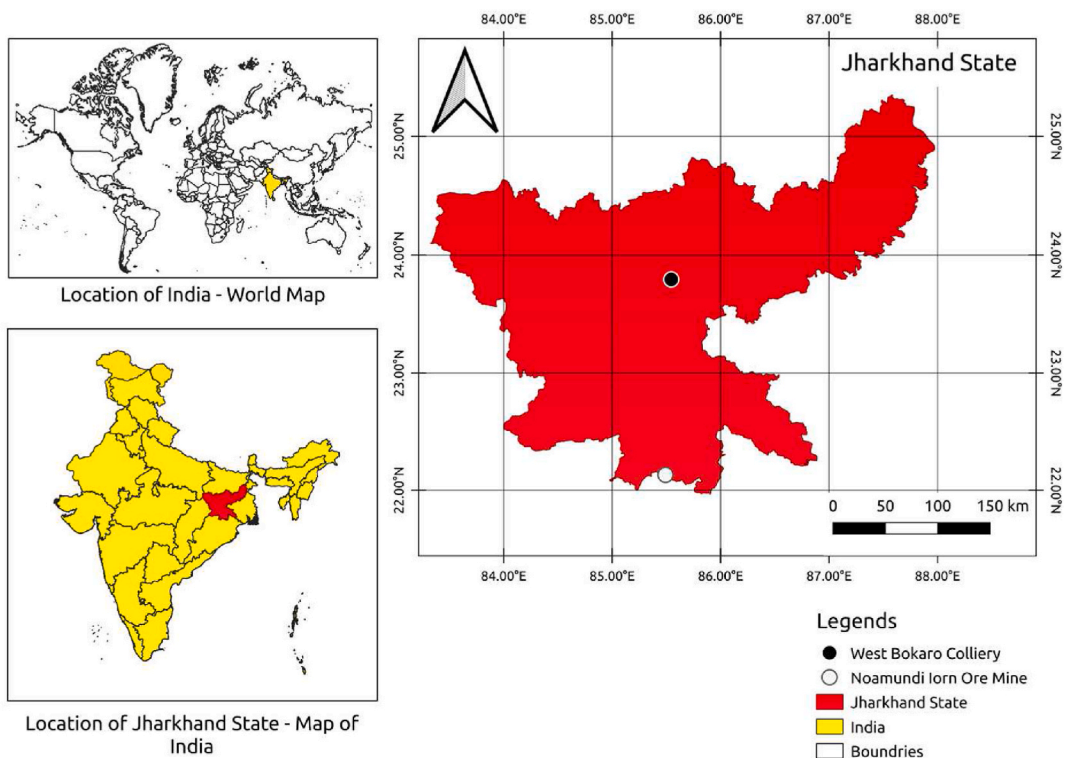 Location of India - World Map
Location of Jharkhand State - Map of
India
84.00°E 85.00°E 86.00°E 87.00°E 88.00°E
Jharkhand State
25.00°N 25.00°N
24.00°N 24.00°N
23.00°N 23.00°N
22.00°N 22.00°N
0 50 100 150 km
84.00°E 85.00°E 86.00°E 87.00°E 88.00°E
Legends
West Bokaro Colliery
Noamundi Iorn Ore Mine
Jharkhand State
India
Boundries